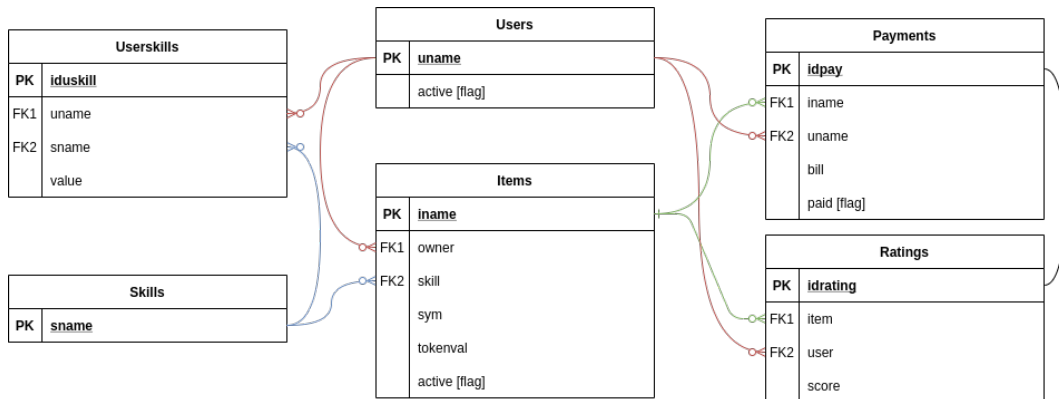 Userskills
PK iduskill
FK1 uname
FK2 sname
value
Skills
PK sname
Users
PK uname
active [flag]
Items
PK iname
FK1 owner
FK2 skill
sym
tokenval
active [flag]
Payments
PK idpay
FK1 iname
FK2 uname
bill
paid [flag]
Ratings
PK idrating
FK1 item
FK2 user
score